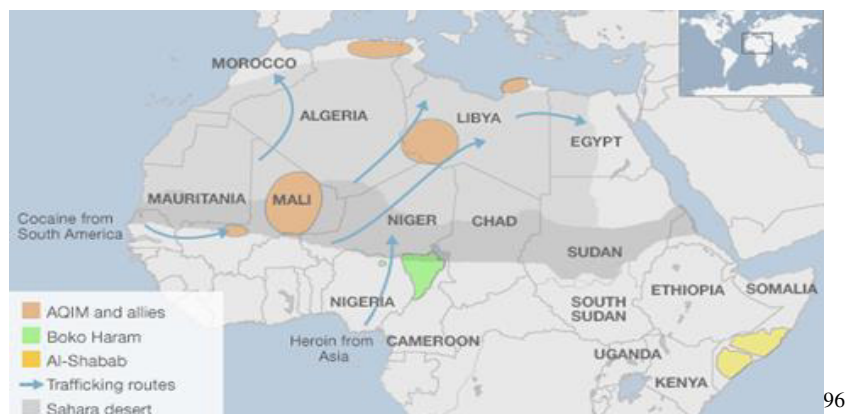 MOROCCO
ALGERIA
LIBYA
EGYPT
MAURITANIA
MALI
NIGER
CHAD
SUDAN
Cocaine from
South America
NIGERIA
ETHIOPIA
SOMALIA
SOUTH
SUDAN
Heroin from
Asia
CAMEROON
UGANDA
KENYA
AQIM and allies
Boko Haram
Al-Shabab
Trafficking routes
Sahara desert
96